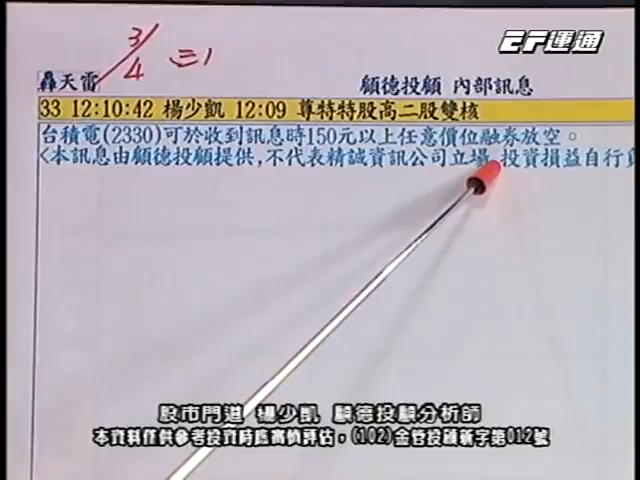 3/4 三1
EF運通
轟天雷
顧德投顧 內部訊息
33 12:10:42 楊少凱 12:09 尊特特股高二股雙核
台積電(2330)可於收到訊息時150元以上任意價位融券放空。
<本訊息由顧德投顧提供,不代表精誠資訊公司立場 投資損益自行負
股市門道 楊少凱 顧德投顧分析師
本資料僅供參考投資時應審慎評估,(102)金管投顧新字第012號